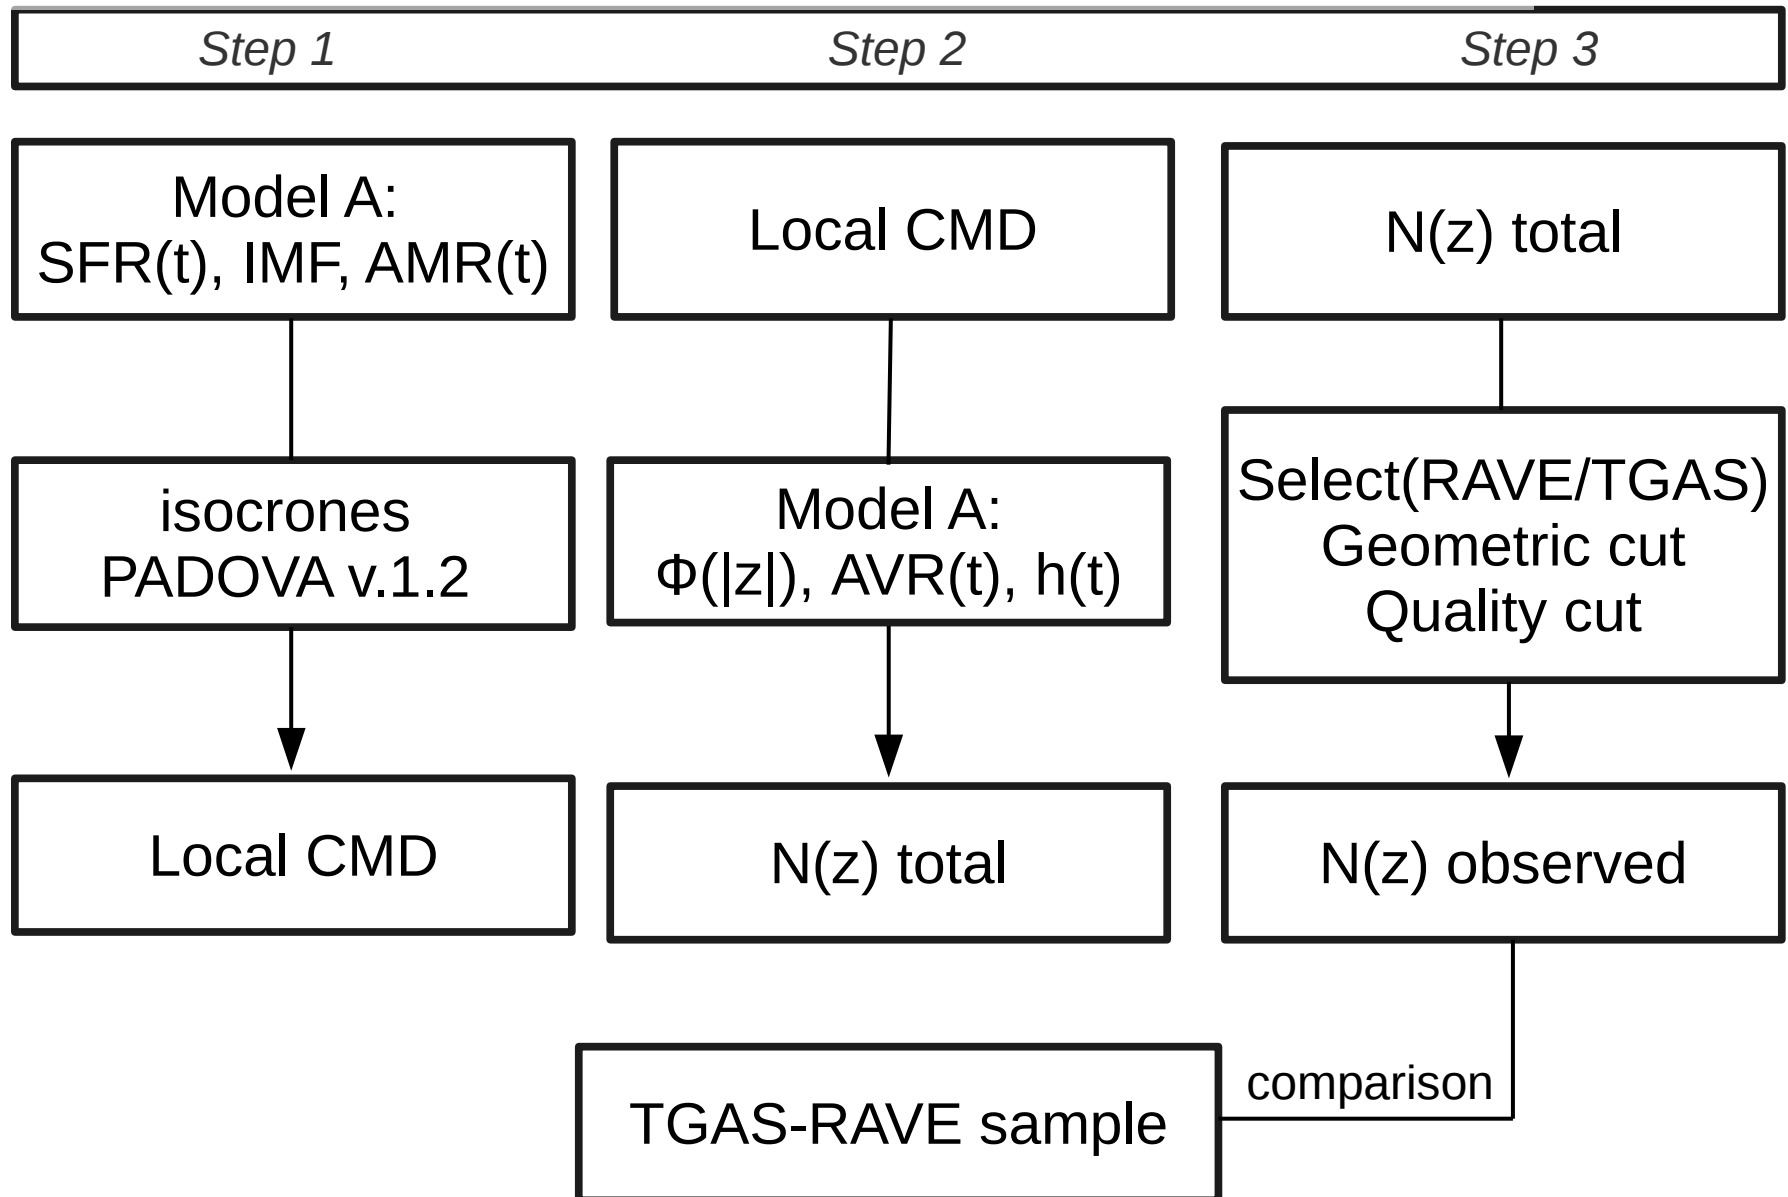 Step 1
Step 2
Step 3
Model A:
SFR(t), IMF, AMR(t)
isocrones
PADOVA v.1.2
Local CMD
Local CMD
Model A:
Φ(|z|), AVR(t), h(t)
N(z) total
N(z) total
Select(RAVE/TGAS)
Geometric cut
Quality cut
N(z) observed
comparison
TGAS-RAVE sample